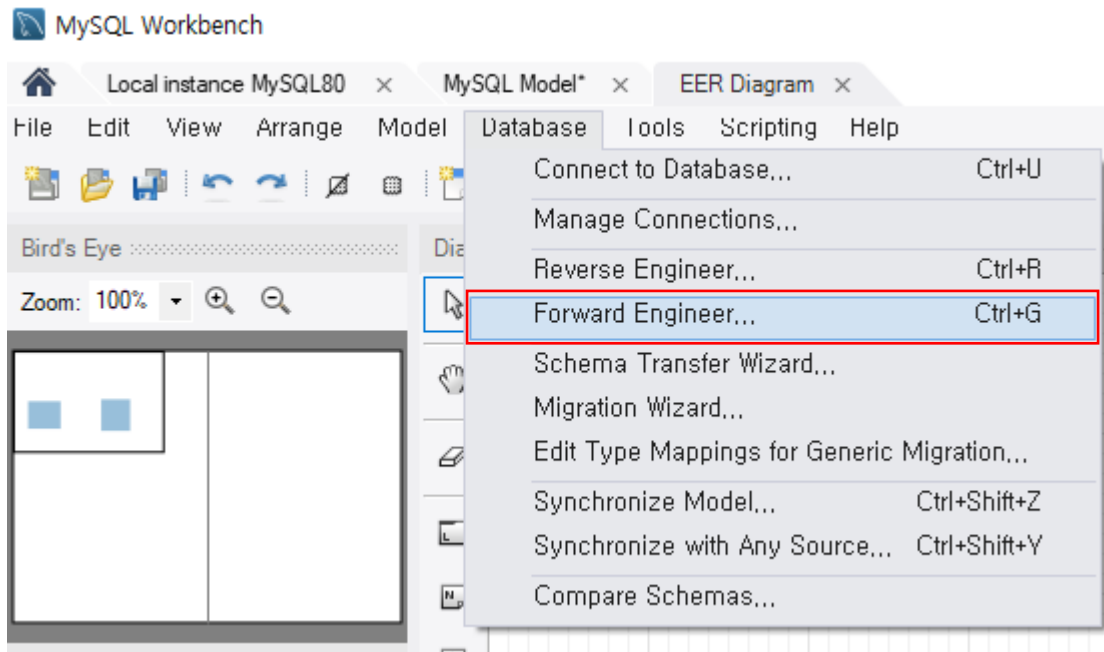 MySQL Workbench
Local instance MySQL80 × MySQL Model* × EER Diagram ×
File Edit View Arrange Model Database Tools Scripting Help
Connect to Database... Ctrl+U
Manage Connections...
Bird's Eye Dia
Reverse Engineer... Ctrl+R
Zoom: 100%
Forward Engineer... Ctrl+G
Schema Transfer Wizard...
Migration Wizard...
Edit Type Mappings for Generic Migration...
Synchronize Model... Ctrl+Shift+Z
Synchronize with Any Source... Ctrl+Shift+Y
Compare Schemas...